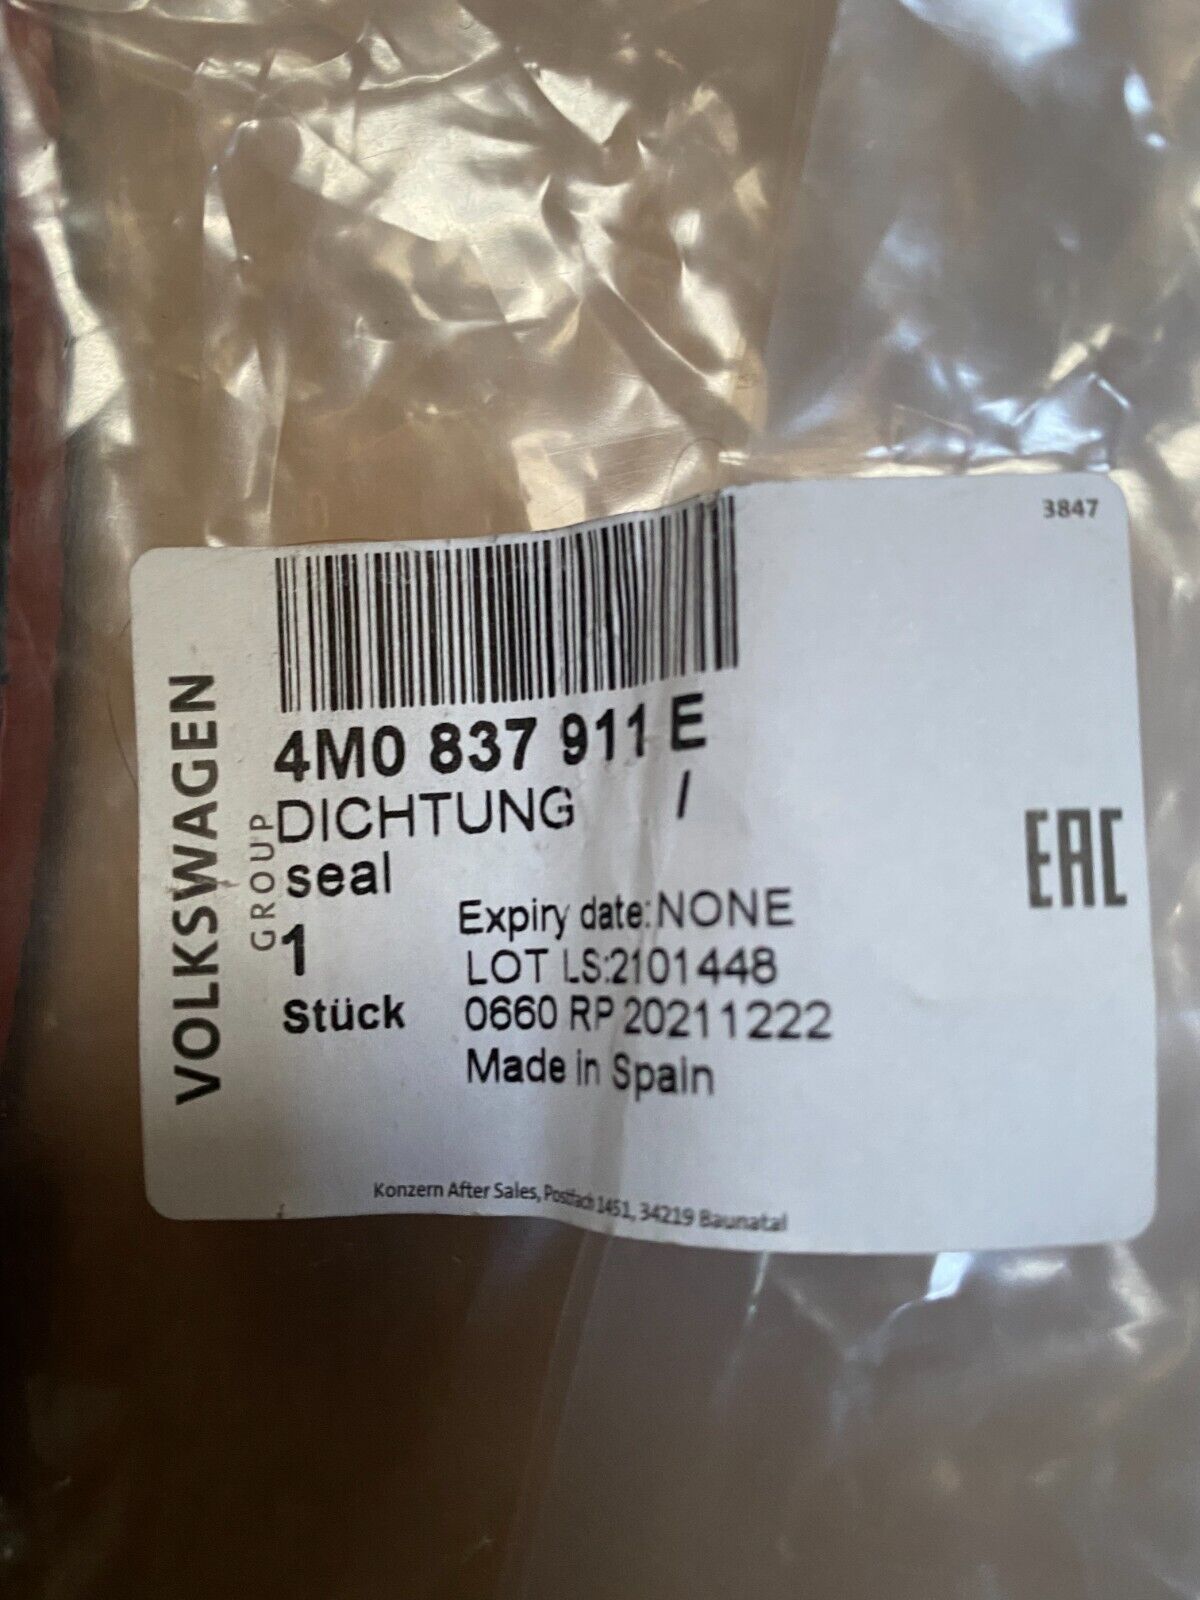 3847
VOLKSWAGEN
GROUP
4M0 837 911 E
DICHTUNG /
seal
1
Stück
Expiry date: NONE
LOT LS:2101448
0660 RP 20211222
Made in Spain
EAC
Konzern After Sales, Postfach 1451, 34219 Baunatal